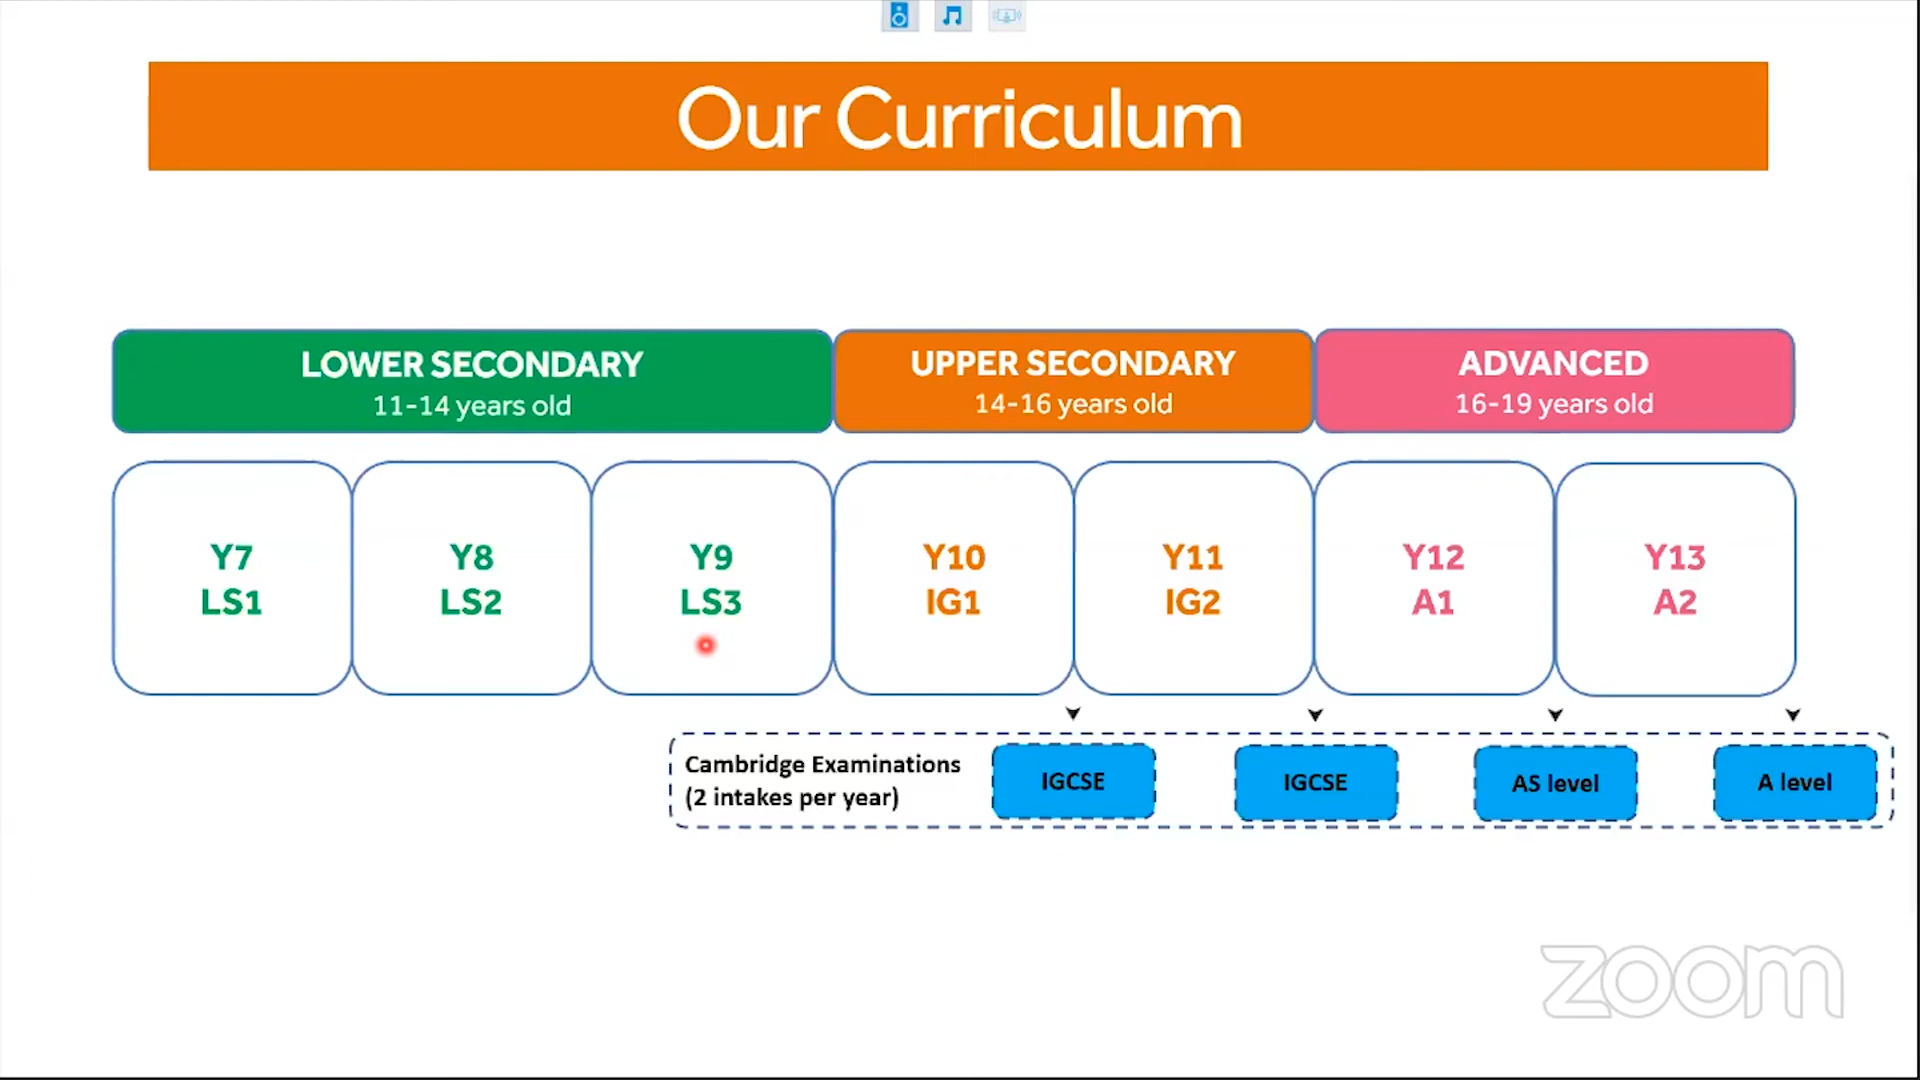 Our Curriculum
LOWER SECONDARY
11-14 years old
UPPER SECONDARY
14-16 years old
ADVANCED
16-19 years old
Y7
LS1
Y8
LS2
Y9
LS3
Y10
IG1
Y11
IG2
Y12
A1
Y13
A2
Cambridge Examinations
(2 intakes per year)
IGCSE
IGCSE
AS level
A level
zoom